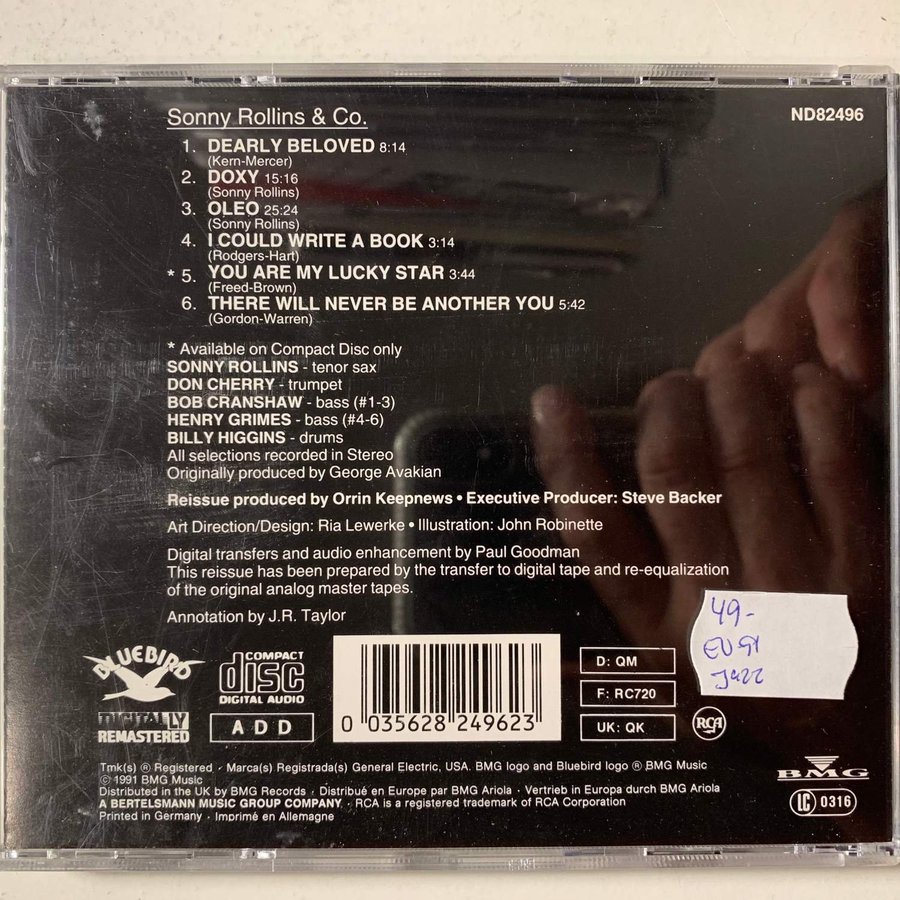 Sonny Rollins & Co.
ND82496
1. DEARLY BELOVED 8:14
(Kern-Mercer)
2. DOXY 15:16
(Sonny Rollins)
3. OLEO 25:24
(Sonny Rollins)
4. I COULD WRITE A BOOK 3:14
(Rodgers-Hart)
* 5. YOU ARE MY LUCKY STAR 3:44
(Freed-Brown)
6. THERE WILL NEVER BE ANOTHER YOU 5:42
(Gordon-Warren)
* Available on Compact Disc only
SONNY ROLLINS - tenor sax
DON CHERRY - trumpet
BOB CRANSHAW - bass (#1-3)
HENRY GRIMES - bass (#4-6)
BILLY HIGGINS - drums
All selections recorded in Stereo
Originally produced by George Avakian
Reissue produced by Orrin Keepnews • Executive Producer: Steve Backer
Art Direction/Design: Ria Lewerke • Illustration: John Robinette
Digital transfers and audio enhancement by Paul Goodman
This reissue has been prepared by the transfer to digital tape and re-equalization
of the original analog master tapes.
Annotation by J.R. Taylor
49-
EU 91
Jazz
BLUEBIRD
DIGITALLY
REMASTERED
COMPACT
disc
DIGITAL AUDIO
ADD
0 035628 249623
D: QM
F: RC720
UK: QK
RCA
Tmk(s) ® Registered · Marca(s) Registrada(s) General Electric, USA. BMG logo and Bluebird logo ® BMG Music
© 1991 BMG Music
Distributed in the UK by BMG Records · Distribué en Europe par BMG Ariola · Vertrieb in Europa durch BMG Ariola
A BERTELSMANN MUSIC GROUP COMPANY · RCA is a registered trademark of RCA Corporation
Printed in Germany · Imprimé en Allemagne
BMG
LC 0316